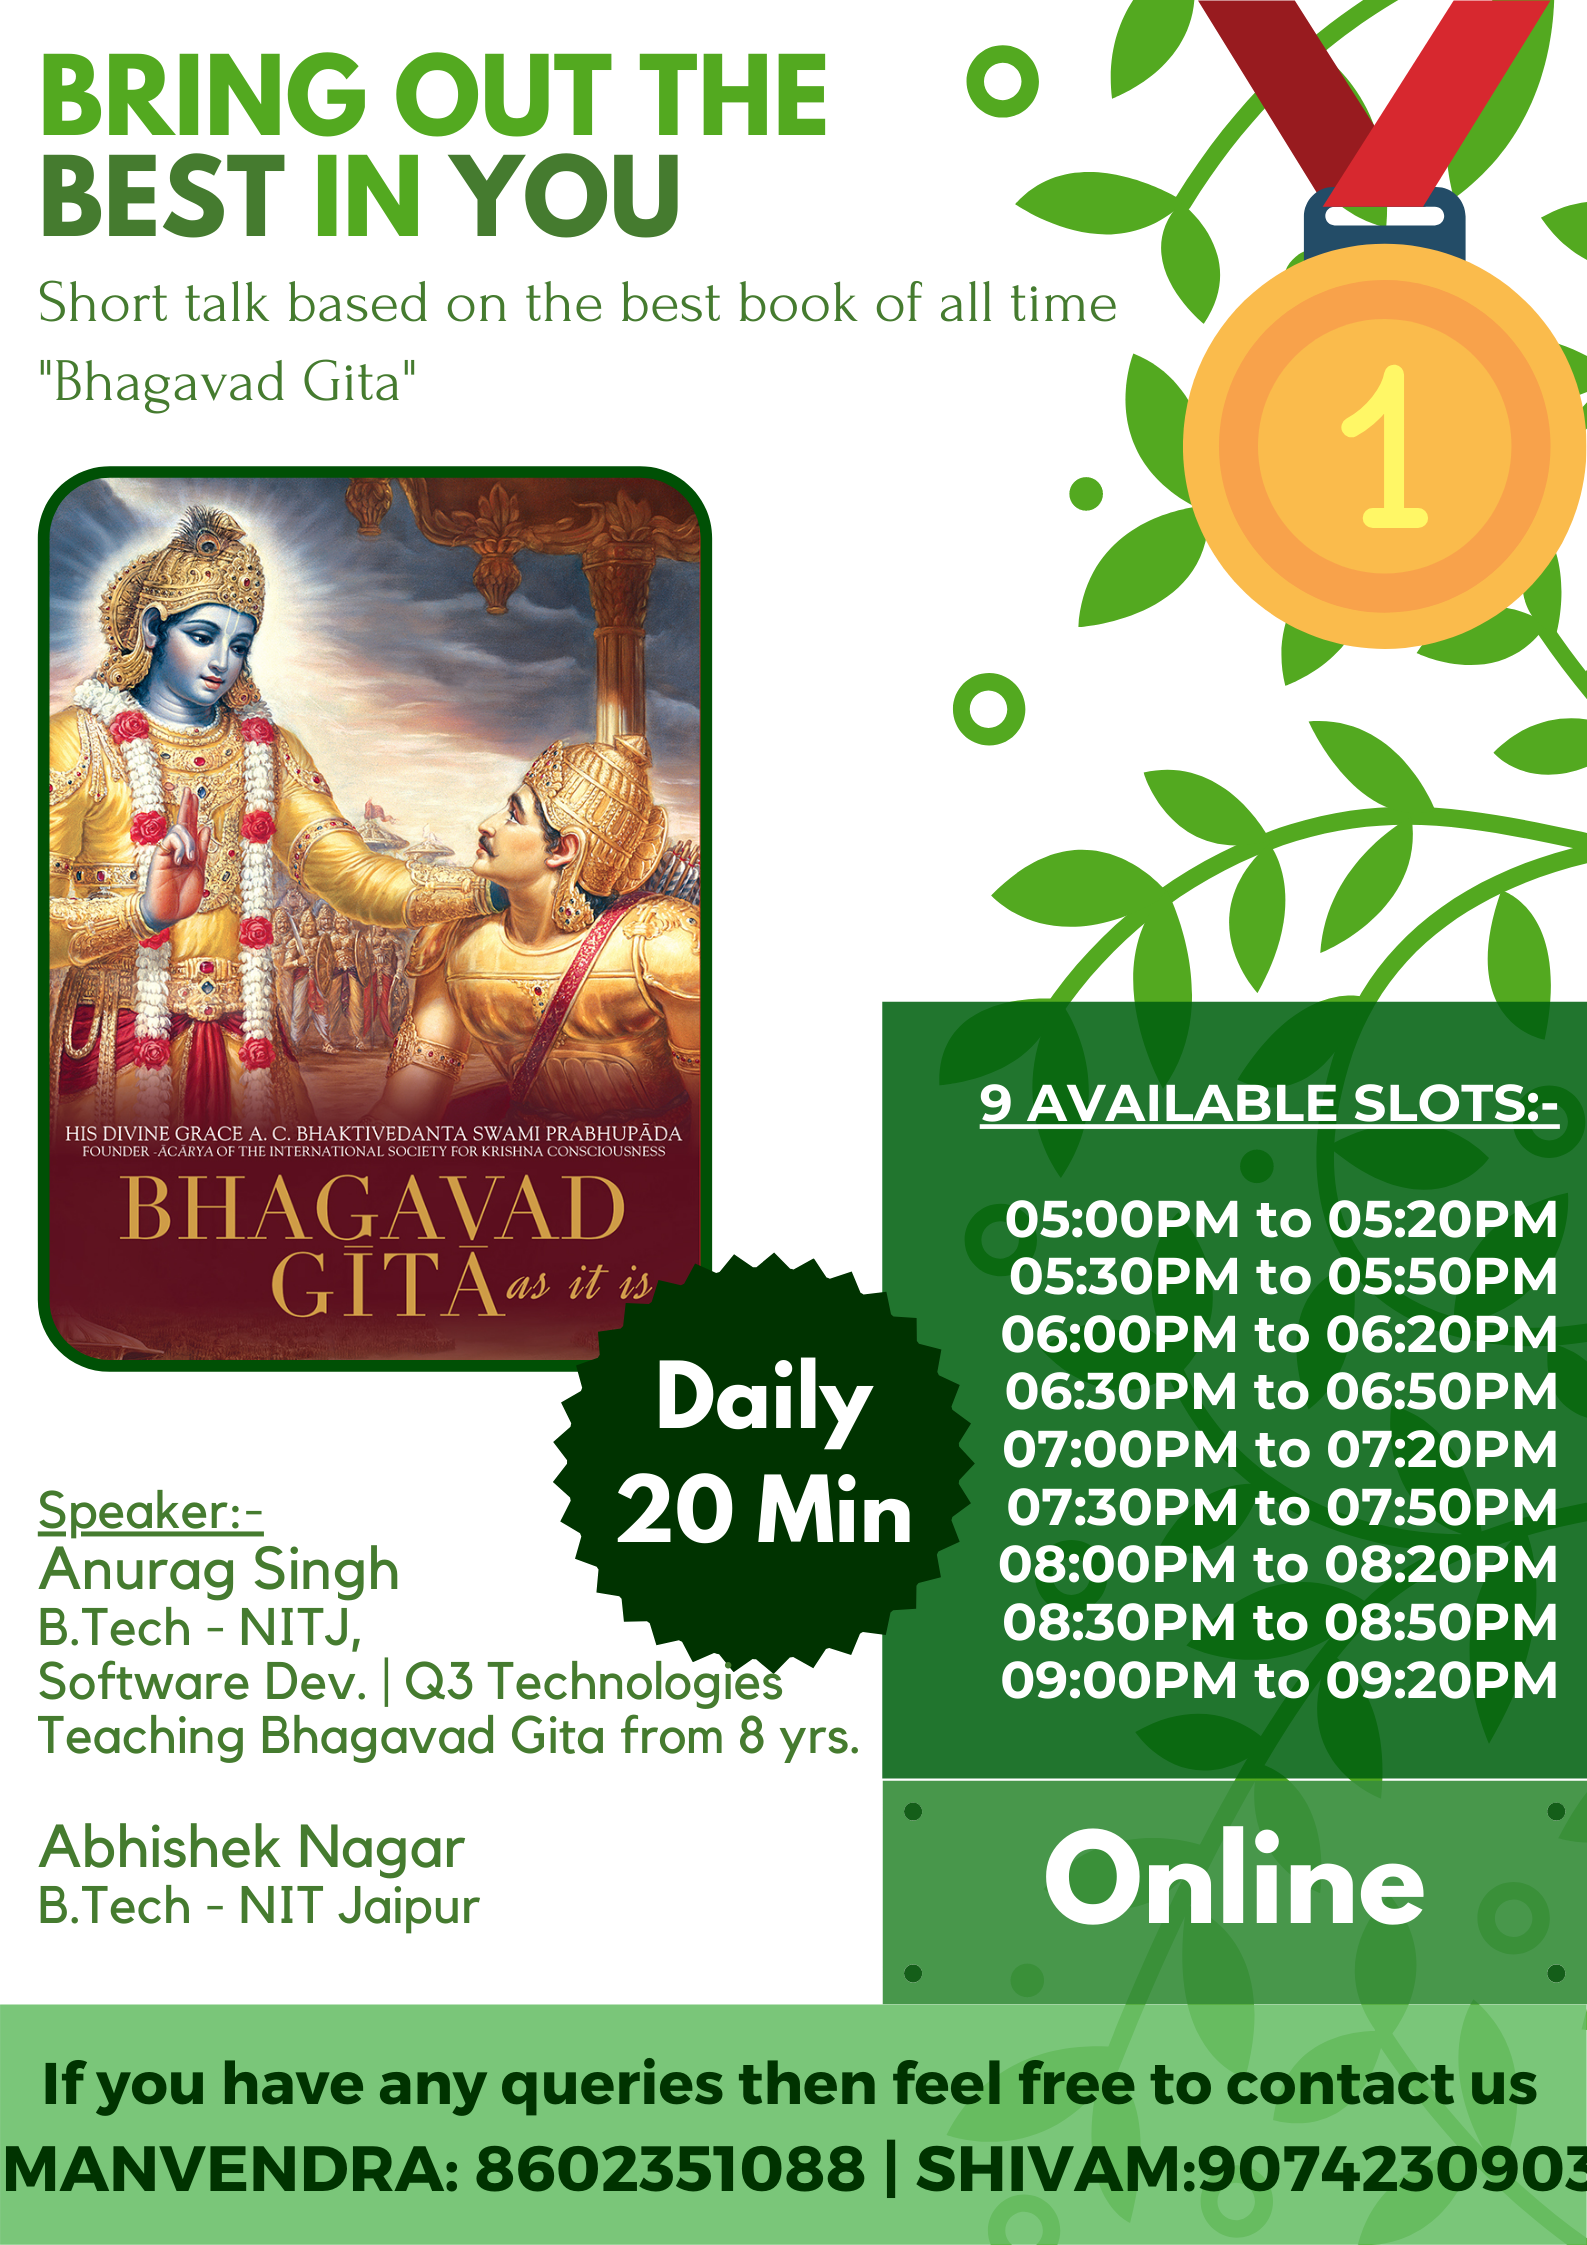 BRING OUT THE
BEST IN YOU
Short talk based on the best book of all time
"Bhagavad Gita"
1
HIS DIVINE GRACE A. C. BHAKTIVEDANTA SWAMI PRABHUPĀDA
FOUNDER -ĀCĀRYA OF THE INTERNATIONAL SOCIETY FOR KRISHNA CONSCIOUSNESS
BHAGAVAD
GĪTĀ as it is
Daily
20 Min
9 AVAILABLE SLOTS:-
05:00PM to 05:20PM
05:30PM to 05:50PM
06:00PM to 06:20PM
06:30PM to 06:50PM
07:00PM to 07:20PM
07:30PM to 07:50PM
08:00PM to 08:20PM
08:30PM to 08:50PM
09:00PM to 09:20PM
Speaker:-
Anurag Singh
B.Tech - NITJ,
Software Dev. | Q3 Technologies
Teaching Bhagavad Gita from 8 yrs.
Abhishek Nagar
B.Tech - NIT Jaipur
Online
If you have any queries then feel free to contact us
MANVENDRA: 8602351088 | SHIVAM:9074230903